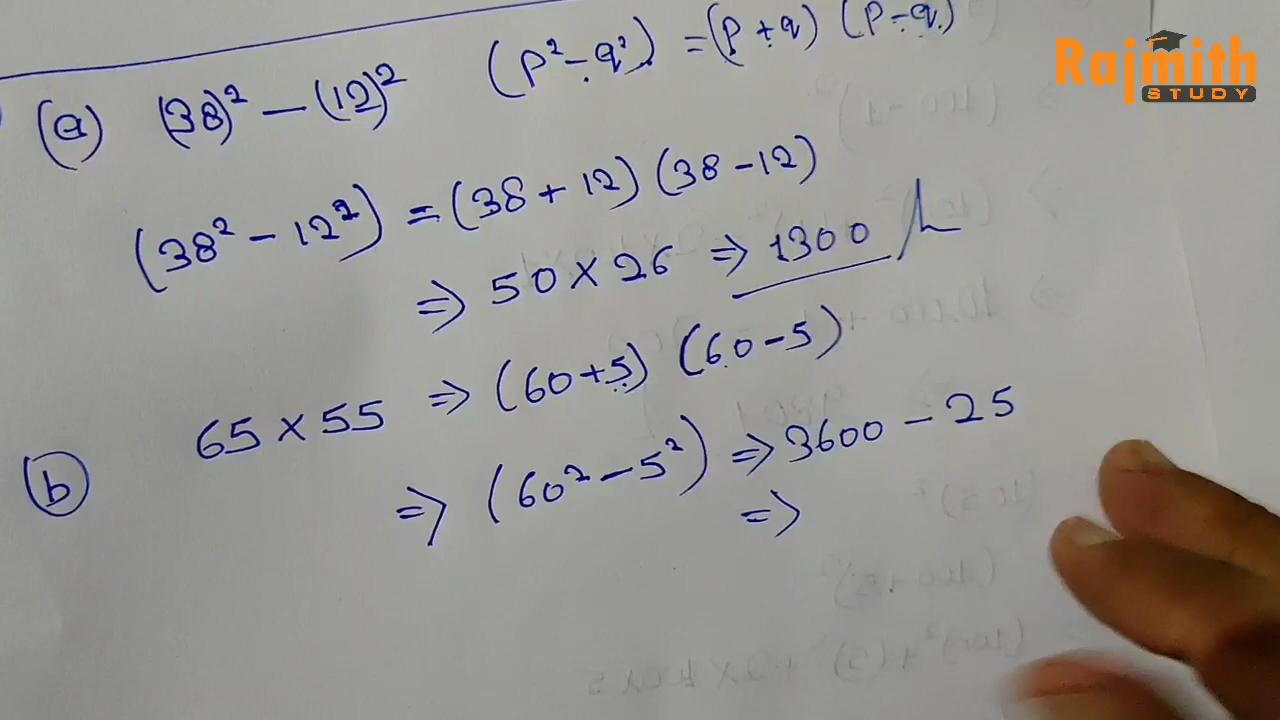 (a) (38)² – (12)² (p² – q²) = (p + q) (p – q)
(38² – 12²) = (38 + 12) (38 – 12)
⇒ 50 × 26 ⇒ 1300
(b) 65 × 55 ⇒ (60+5) (60–5)
⇒ (60² – 5²) ⇒ 3600 – 25
⇒
Rajmith
STUDY